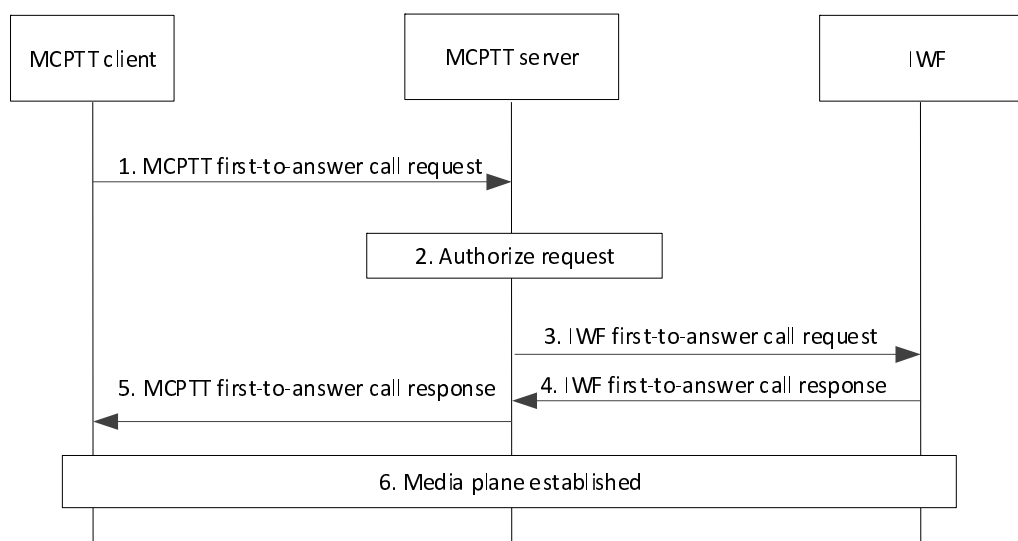 MCPTT client
MCPTT server
IWF
1. MCPTT first-to-answer call request
2. Authorize request
3. IWF first-to-answer call request
4. IWF first-to-answer call response
5. MCPTT first-to-answer call response
6. Media plane established